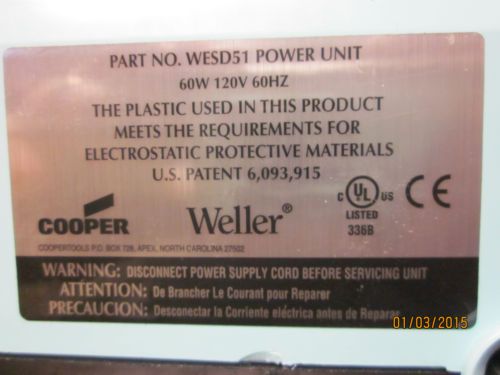 PART NO. WESD51 POWER UNIT
60W 120V 60HZ
THE PLASTIC USED IN THIS PRODUCT
MEETS THE REQUIREMENTS FOR
ELECTROSTATIC PROTECTIVE MATERIALS
U.S. PATENT 6,093,915
C UL US CE
LISTED
336B
COOPER Weller®
COOPERTOOLS P.O. BOX 728, APEX, NORTH CAROLINA 27502
WARNING: DISCONNECT POWER SUPPLY CORD BEFORE SERVICING UNIT
ATTENTION: De Brancher Le Courant pour Reparer
PRECAUCION: Desconectar la Corriente eléctrica antes de Reparar
01/03/2015